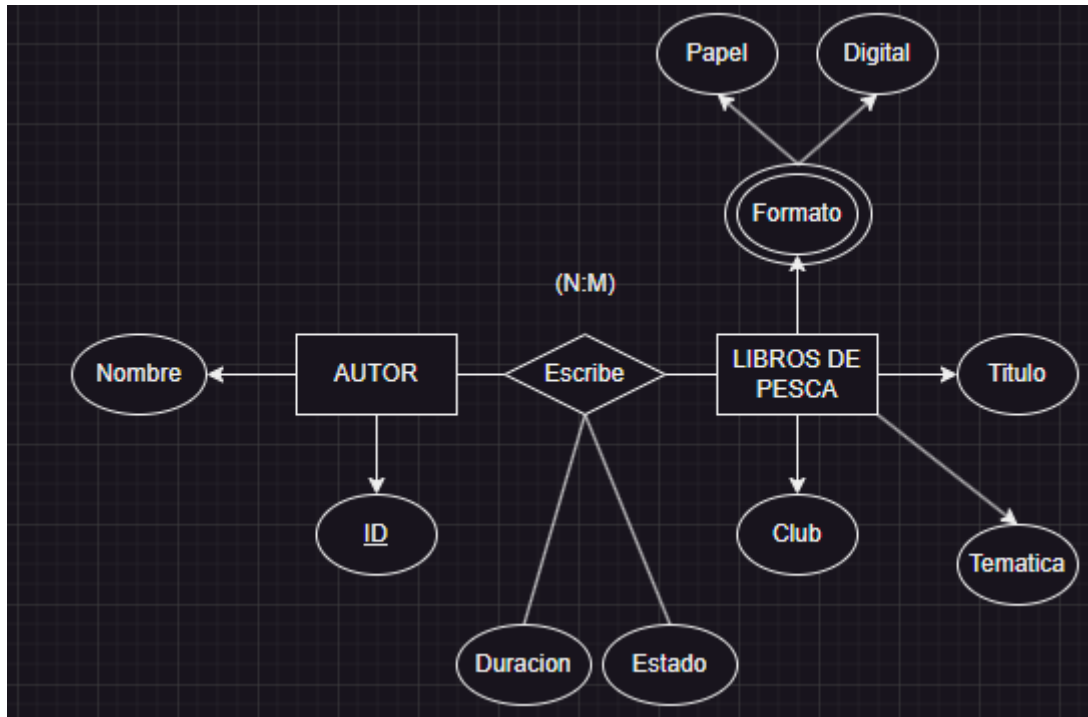 Papel
Digital
Formato
(N:M)
Nombre
AUTOR
Escribe
LIBROS DE
PESCA
Titulo
ID
Club
Tematica
Duracion
Estado